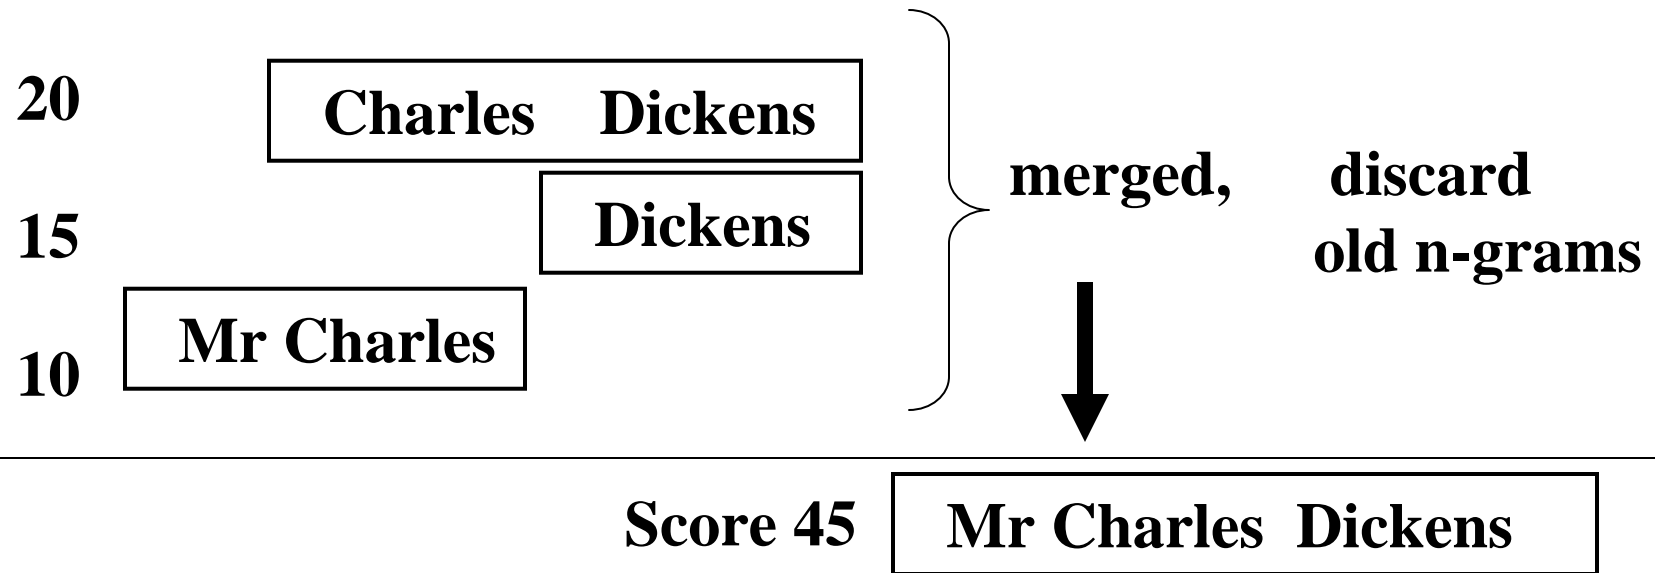 20 Charles Dickens
15 Dickens
10 Mr Charles
merged, discard
old n-grams
Score 45 Mr Charles Dickens